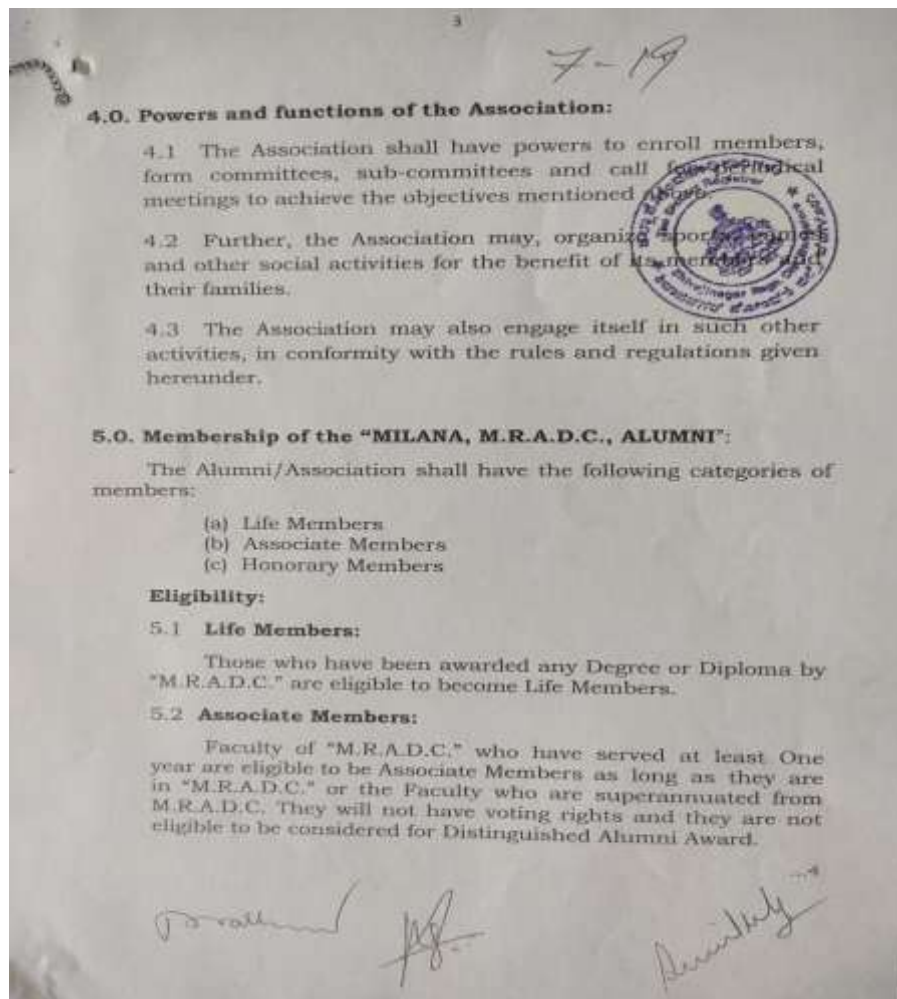 3
7-19
4.0. Powers and functions of the Association:
4.1 The Association shall have powers to enroll members,
form committees, sub-committees and call for periodical
meetings to achieve the objectives mentioned above.
4.2 Further, the Association may, organize sports, games
and other social activities for the benefit of its members and
their families.
4.3 The Association may also engage itself in such other
activities, in conformity with the rules and regulations given
hereunder.
5.0. Membership of the “MILANA, M.R.A.D.C., ALUMNI”:
The Alumni/Association shall have the following categories of
members:
(a) Life Members
(b) Associate Members
(c) Honorary Members
Eligibility:
5.1 Life Members:
Those who have been awarded any Degree or Diploma by
"M.R.A.D.C." are eligible to become Life Members.
5.2 Associate Members:
Faculty of "M.R.A.D.C." who have served at least One
year are eligible to be Associate Members as long as they are
in "M.R.A.D.C." or the Faculty who are superannuated from
M.R.A.D.C. They will not have voting rights and they are not
eligible to be considered for Distinguished Alumni Award.